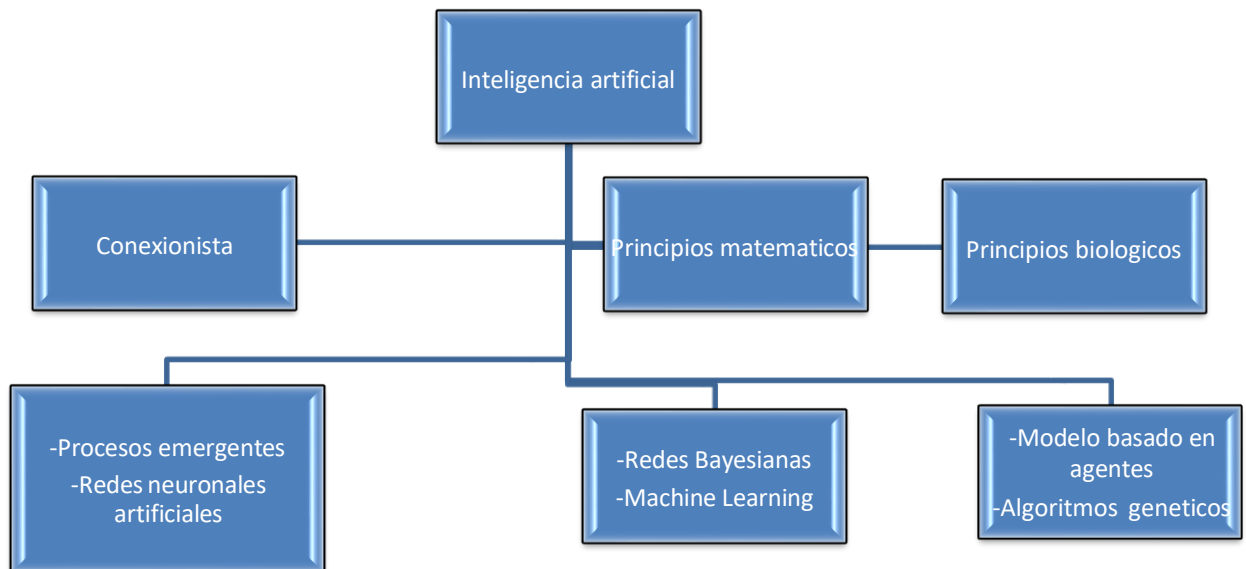 Inteligencia artificial
Conexionista
Principios matematicos
Principios biologicos
-Procesos emergentes
-Redes neuronales
artificiales
-Redes Bayesianas
-Machine Learning
-Modelo basado en
agentes
-Algoritmos geneticos